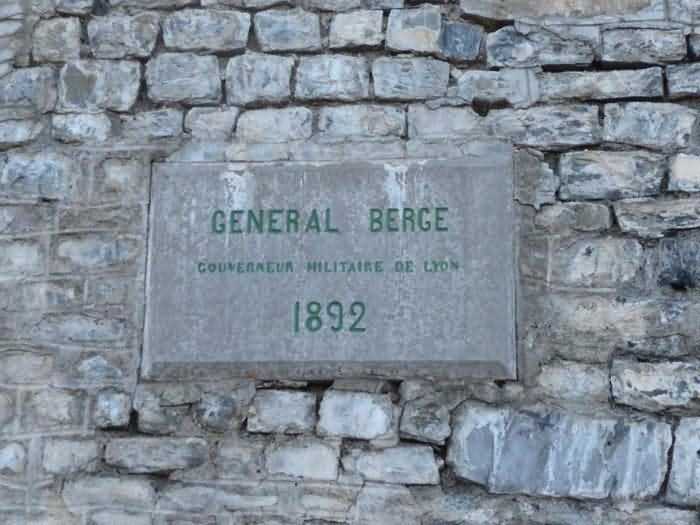 GENERAL BERGE
GOUVERNEUR MILITAIRE DE LYON
1892